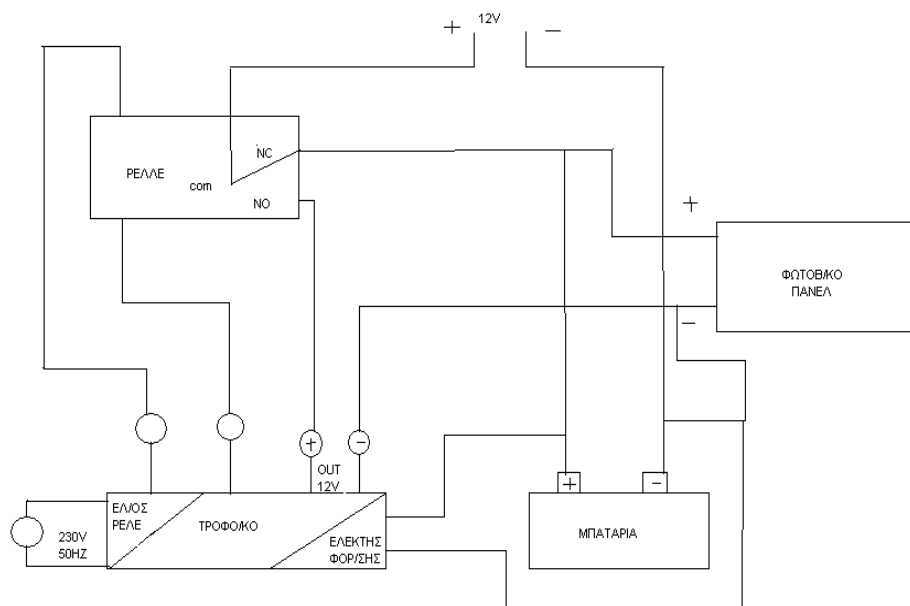 + 12V −
NC
ΡΕΛΛΕ
com
NO
+
ΦΩΤΟΒ/ΚΟ
ΠΑΝΕΛ
−
+ −
OUT
12V
ΕΛ/ΟΣ
ΡΕΛΕ
230V
50HZ
ΤΡΟΦΟ/ΚΟ
ΕΛΕΚΤΗΣ
ΦΟΡ/ΣΗΣ
+ −
ΜΠΑΤΑΡΙΑ